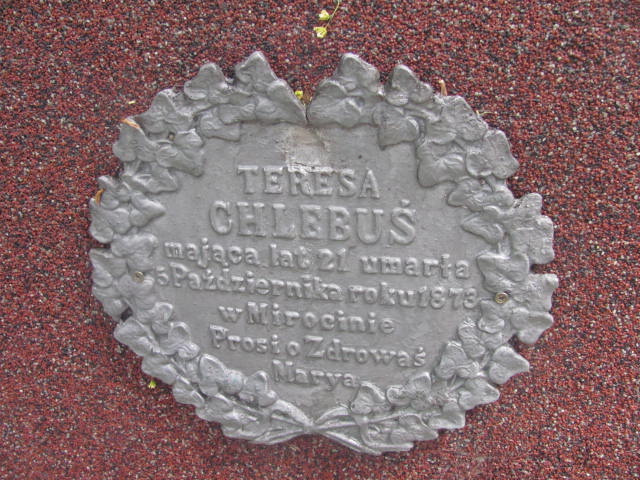 TERESA
CHLEBUŚ
mająca lat 21 umarła
5 Października roku 1873
w Mirocinie
Prosi o Zdrowaś
Marya